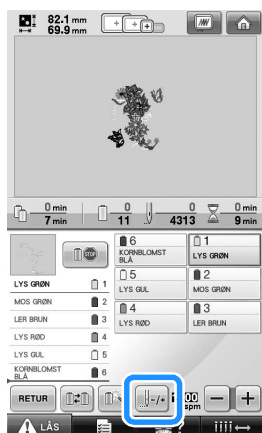 82.1 mm
69.9 mm
0 min
7 min
0
11
0
4313
0 min
9 min
6
KORNBLOMST
BLÅ
1
LYS GRØN
STOP
5
LYS GUL
2
MOS GRØN
4
LYS RØD
3
LER BRUN
LYS GRØN 1
MOS GRØN 2
LER BRUN 3
LYS RØD 4
LYS GUL 5
KORNBLOMST
BLÅ 6
RETUR
-/+
00
spm
LÅS
?